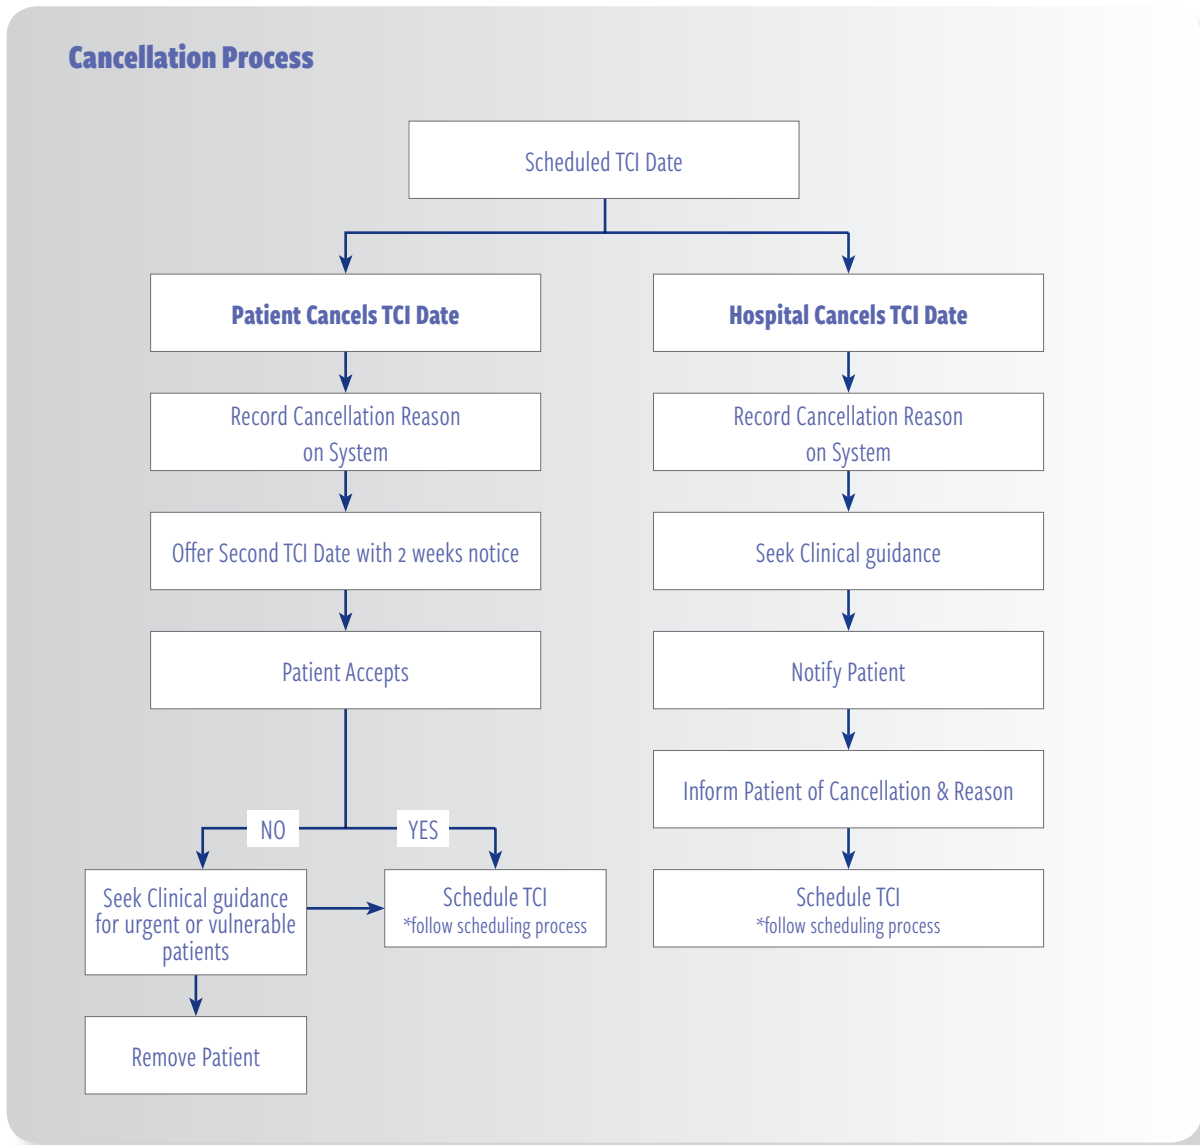 Cancellation Process
Scheduled TCI Date
Patient Cancels TCI Date
Hospital Cancels TCI Date
Record Cancellation Reason
on System
Record Cancellation Reason
on System
Offer Second TCI Date with 2 weeks notice
Seek Clinical guidance
Patient Accepts
Notify Patient
Inform Patient of Cancellation & Reason
NO
YES
Seek Clinical guidance
for urgent or vulnerable
patients
Schedule TCI
*follow scheduling process
Schedule TCI
*follow scheduling process
Remove Patient